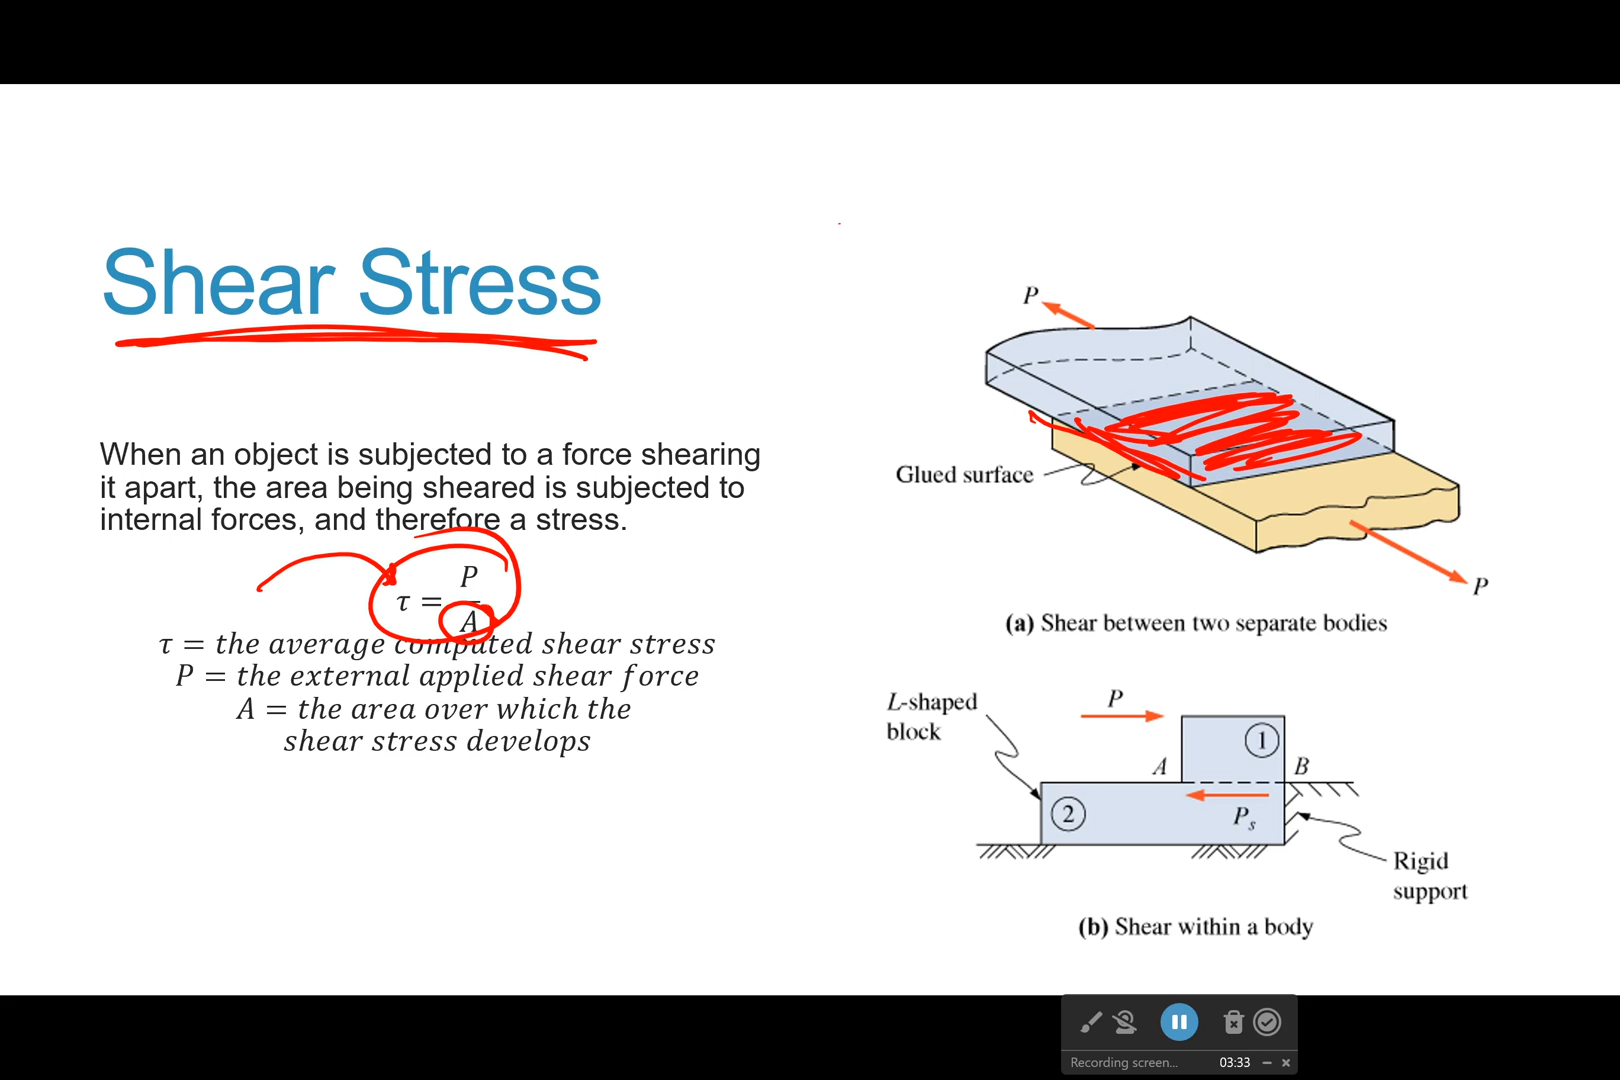 Shear Stress
When an object is subjected to a force shearing
it apart, the area being sheared is subjected to
internal forces, and therefore a stress.
τ = P/A
τ = the average computed shear stress
P = the external applied shear force
A = the area over which the
shear stress develops
P
Glued surface
P
(a) Shear between two separate bodies
L-shaped
block
P
1
A
B
2
Pₛ
Rigid
support
(b) Shear within a body
Recording screen...
03:33